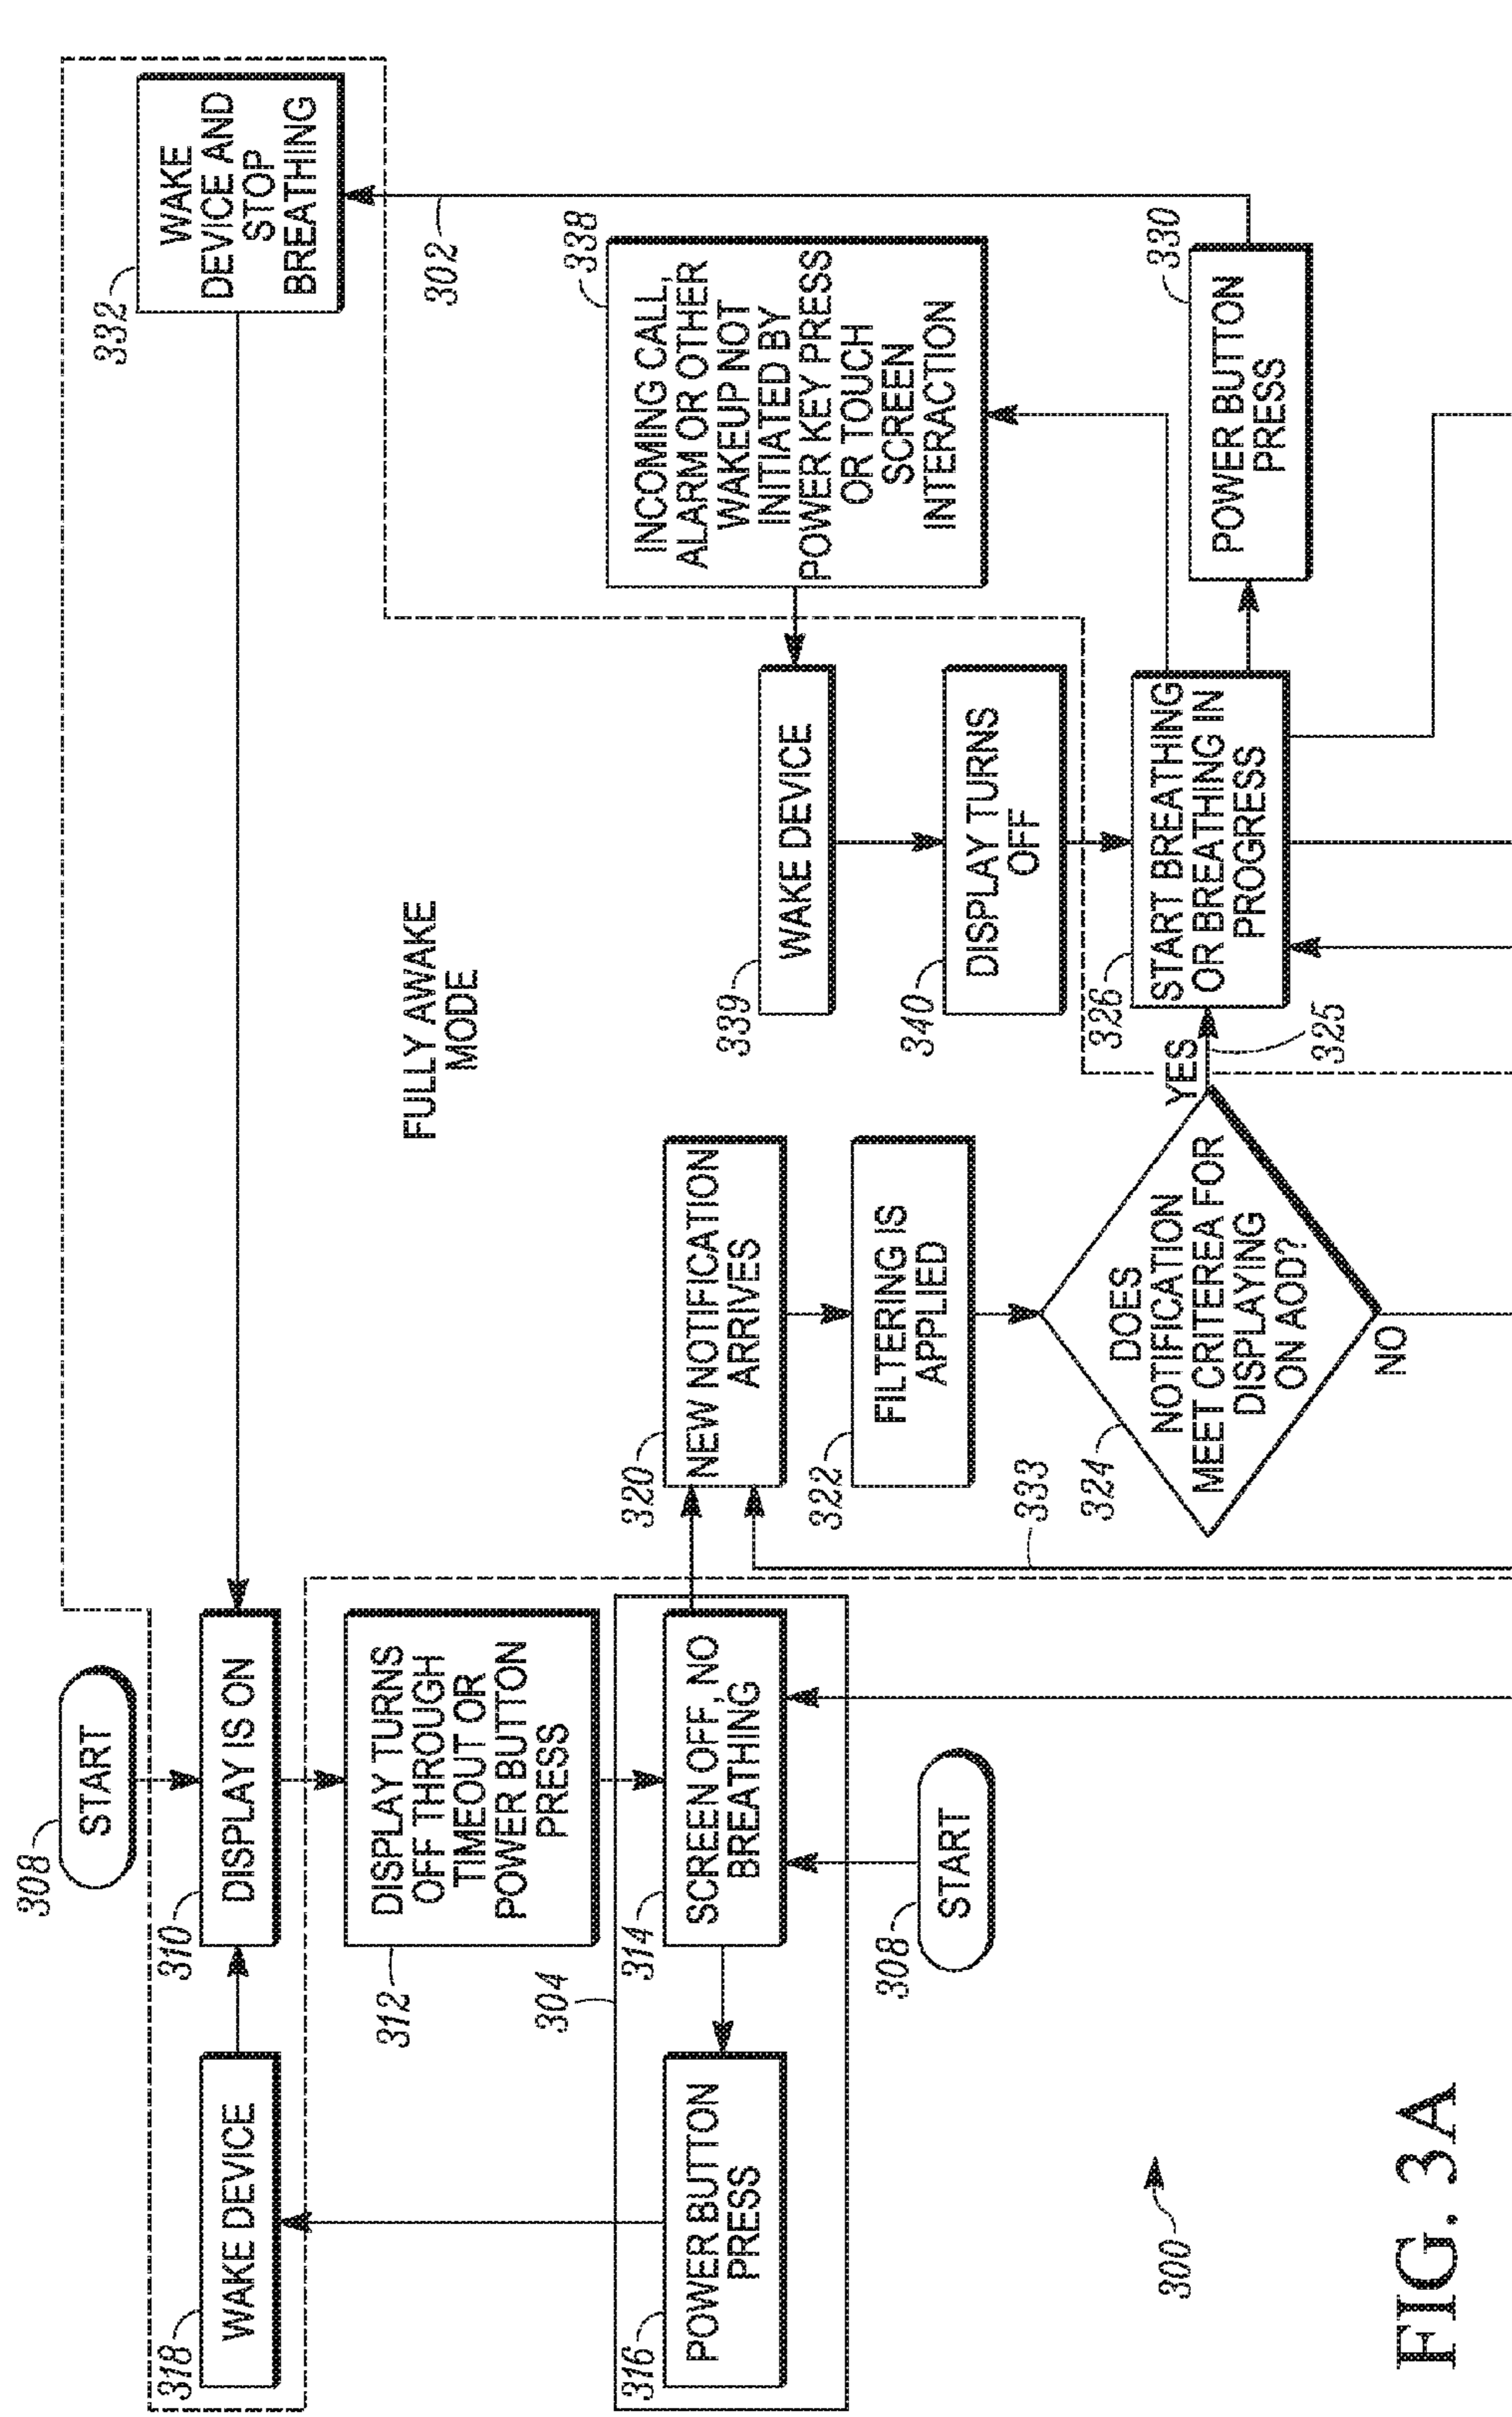 308
START
318
WAKE DEVICE
310
DISPLAY IS ON
332
WAKE
DEVICE AND
STOP
BREATHING
312
DISPLAY TURNS
OFF THROUGH
TIMEOUT OR
POWER BUTTON
PRESS
FULLY AWAKE
MODE
302
304
316
POWER BUTTON
PRESS
314
SCREEN OFF, NO
BREATHING
320
NEW NOTIFICATION
ARRIVES
338
INCOMING CALL,
ALARM OR OTHER
WAKEUP NOT
INITIATED BY
POWER KEY PRESS
OR TOUCH
SCREEN
INTERACTION
339
WAKE DEVICE
322
FILTERING IS
APPLIED
340
DISPLAY TURNS
OFF
308
START
333
324
DOES
NOTIFICATION
MEET CRITEREA FOR
DISPLAYING
ON AOD?
YES
NO
325
326
START BREATHING
OR BREATHING IN
PROGRESS
330
POWER BUTTON
PRESS
300
FIG. 3A